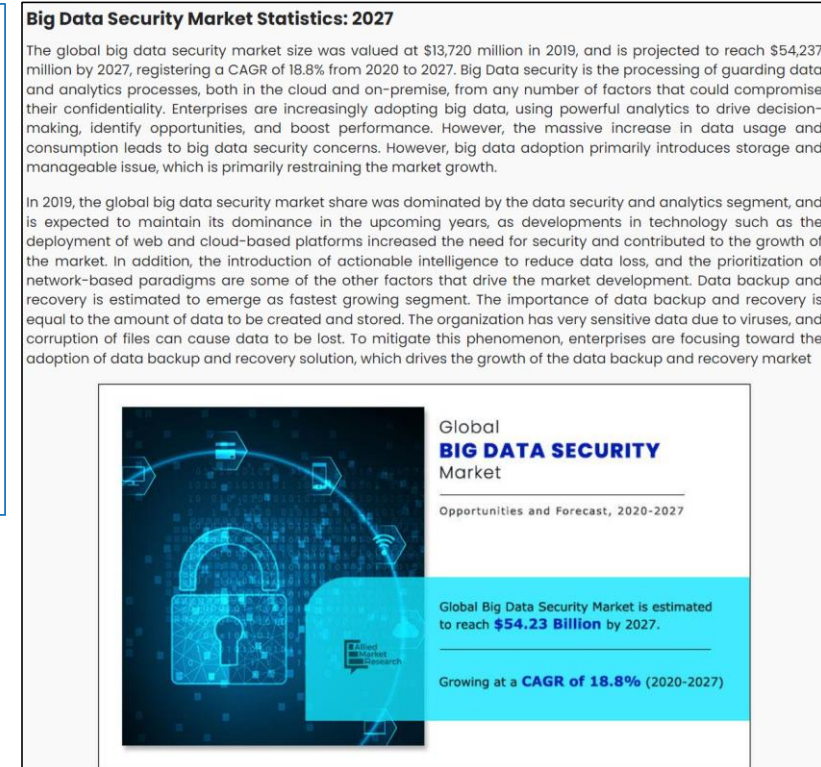 Big Data Security Market Statistics: 2027
The global big data security market size was valued at $13,720 million in 2019, and is projected to reach $54,237
million by 2027, registering a CAGR of 18.8% from 2020 to 2027. Big Data security is the processing of guarding data
and analytics processes, both in the cloud and on-premise, from any number of factors that could compromise
their confidentiality. Enterprises are increasingly adopting big data, using powerful analytics to drive decision-
making, identify opportunities, and boost performance. However, the massive increase in data usage and
consumption leads to big data security concerns. However, big data adoption primarily introduces storage and
manageable issue, which is primarily restraining the market growth.
In 2019, the global big data security market share was dominated by the data security and analytics segment, and
is expected to maintain its dominance in the upcoming years, as developments in technology such as the
deployment of web and cloud-based platforms increased the need for security and contributed to the growth of
the market. In addition, the introduction of actionable intelligence to reduce data loss, and the prioritization of
network-based paradigms are some of the other factors that drive the market development. Data backup and
recovery is estimated to emerge as fastest growing segment. The importance of data backup and recovery is
equal to the amount of data to be created and stored. The organization has very sensitive data due to viruses, and
corruption of files can cause data to be lost. To mitigate this phenomenon, enterprises are focusing toward the
adoption of data backup and recovery solution, which drives the growth of the data backup and recovery market
Global
BIG DATA SECURITY
Market
Opportunities and Forecast, 2020-2027
Global Big Data Security Market is estimated
to reach $54.23 Billion by 2027.
Allied
Market
Research
Growing at a CAGR of 18.8% (2020-2027)